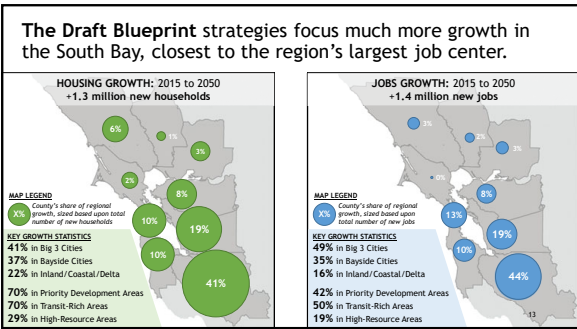 The Draft Blueprint strategies focus much more growth in
the South Bay, closest to the region's largest job center.
HOUSING GROWTH: 2015 to 2050
+1.3 million new households
6%
1%
3%
2%
8%
10%
19%
10%
41%
MAP LEGEND
X%
County's share of regional
growth, sized based upon total
number of new households
KEY GROWTH STATISTICS
41% in Big 3 Cities
37% in Bayside Cities
22% in Inland/Coastal/Delta
70% in Priority Development Areas
70% in Transit-Rich Areas
29% in High-Resource Areas
JOBS GROWTH: 2015 to 2050
+1.4 million new jobs
3%
2%
3%
0%
8%
13%
19%
10%
44%
MAP LEGEND
X%
County's share of regional
growth, sized based upon total
number of new jobs
KEY GROWTH STATISTICS
49% in Big 3 Cities
35% in Bayside Cities
16% in Inland/Coastal/Delta
42% in Priority Development Areas
50% in Transit-Rich Areas
19% in High-Resource Areas
13